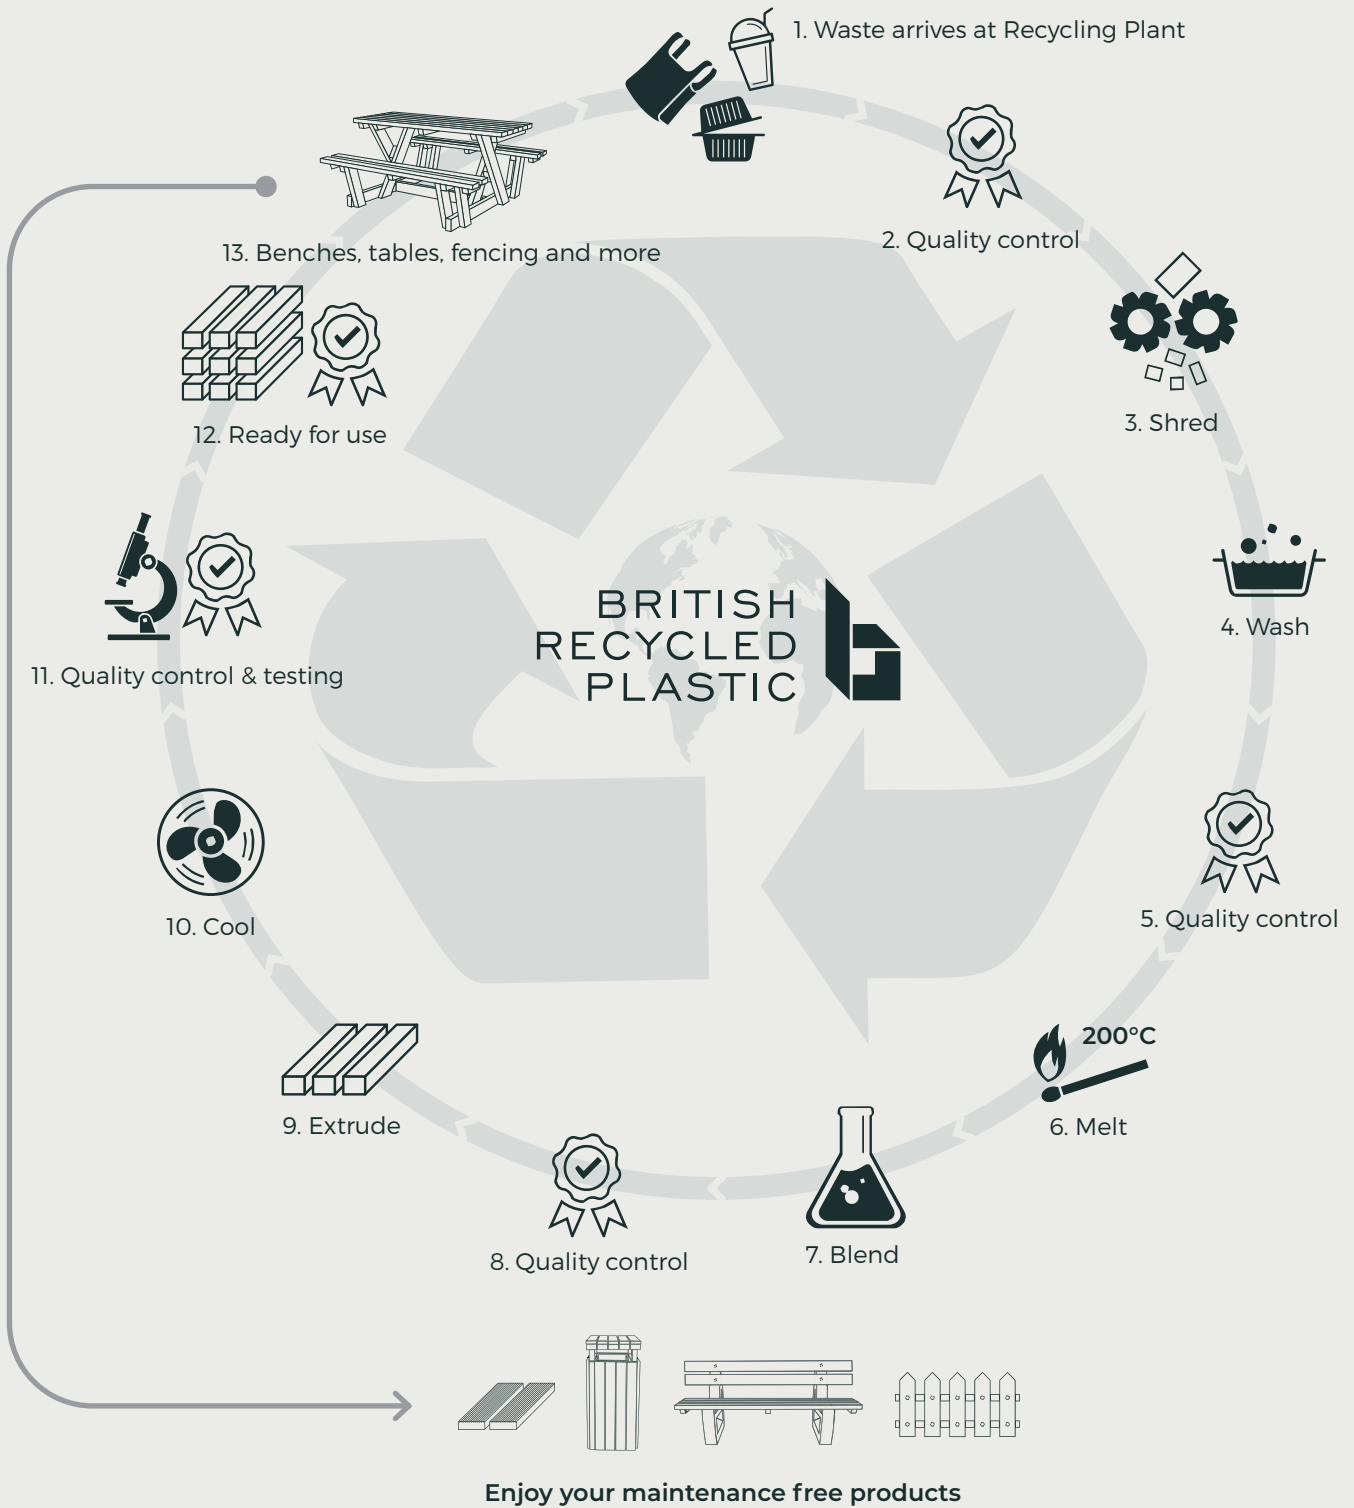 1. Waste arrives at Recycling Plant
2. Quality control
3. Shred
4. Wash
5. Quality control
200°C
6. Melt
7. Blend
8. Quality control
9. Extrude
10. Cool
11. Quality control & testing
12. Ready for use
13. Benches, tables, fencing and more
BRITISH
RECYCLED
PLASTIC
Enjoy your maintenance free products